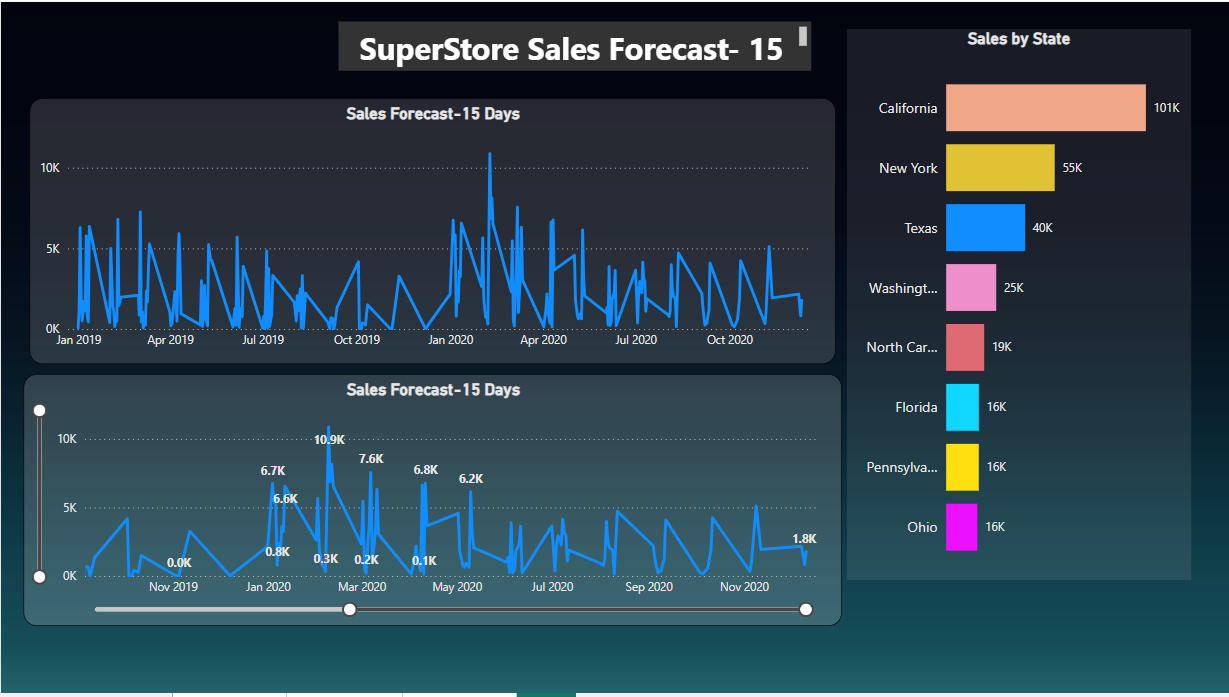 SuperStore Sales Forecast- 15
Sales Forecast-15 Days
10K
5K
0K
Jan 2019 Apr 2019 Jul 2019 Oct 2019 Jan 2020 Apr 2020 Jul 2020 Oct 2020
Sales Forecast-15 Days
10K
5K
0K
10.9K
7.6K
6.7K
6.8K
6.2K
6.6K
0.0K
0.8K
0.3K
0.2K
0.1K
1.8K
Nov 2019 Jan 2020 Mar 2020 May 2020 Jul 2020 Sep 2020 Nov 2020
Sales by State
California 101K
New York 55K
Texas 40K
Washingt... 25K
North Car... 19K
Florida 16K
Pennsylva... 16K
Ohio 16K